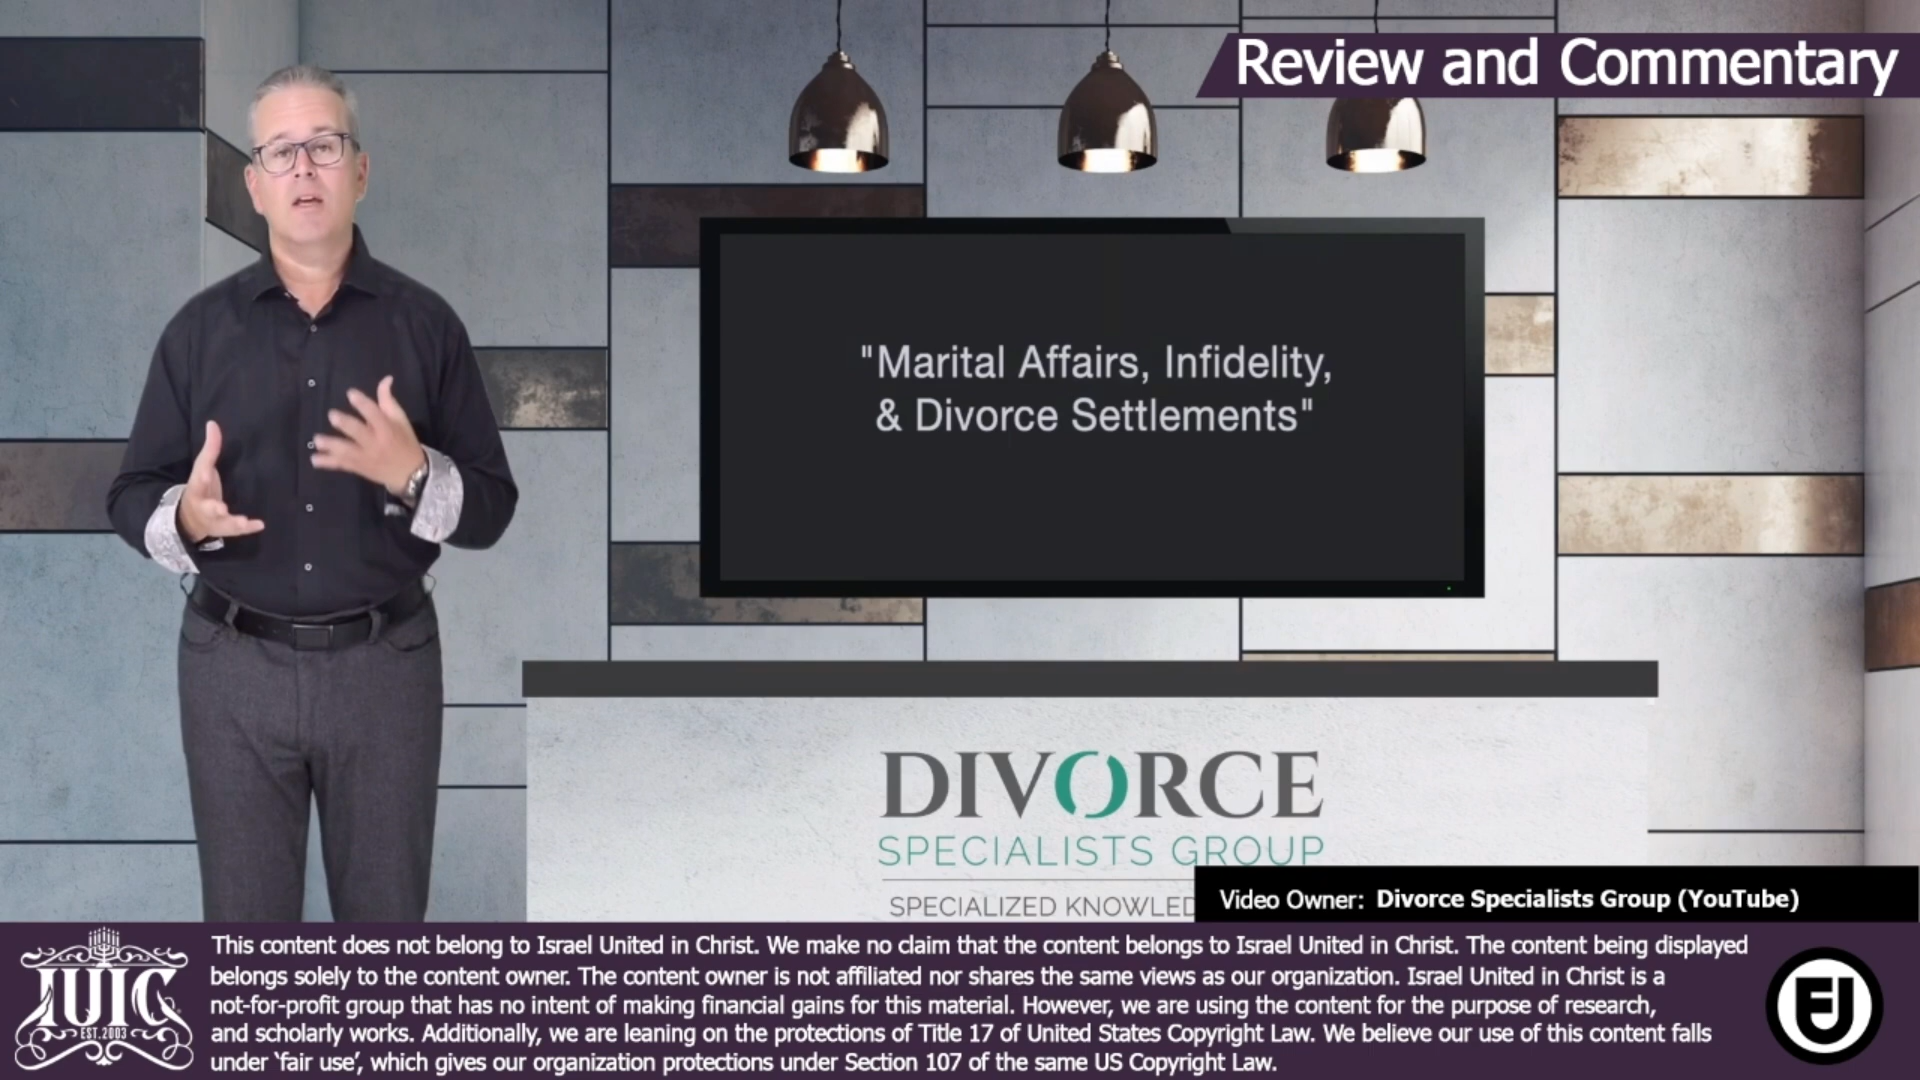 Review and Commentary
"Marital Affairs, Infidelity,
& Divorce Settlements"
DIVORCE
SPECIALISTS GROUP
SPECIALIZED KNOWLED
Video Owner: Divorce Specialists Group (YouTube)
IUIC
EST.2003
This content does not belong to Israel United in Christ. We make no claim that the content belongs to Israel United in Christ. The content being displayed
belongs solely to the content owner. The content owner is not affiliated nor shares the same views as our organization. Israel United in Christ is a
not-for-profit group that has no intent of making financial gains for this material. However, we are using the content for the purpose of research,
and scholarly works. Additionally, we are leaning on the protections of Title 17 of United States Copyright Law. We believe our use of this content falls
under ‘fair use’, which gives our organization protections under Section 107 of the same US Copyright Law.